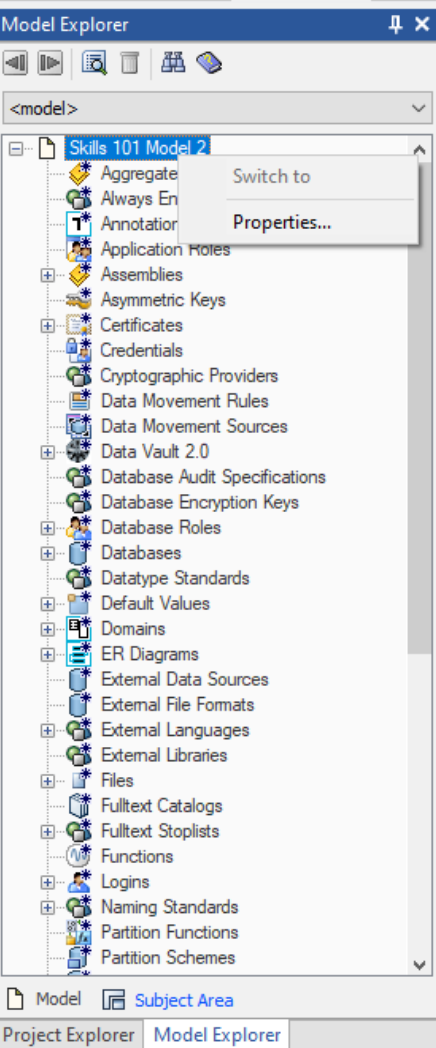 Model Explorer
<model>
Skills 101 Model 2
Aggregate
Switch to
Always En
Annotation
Properties...
Application Roles
Assemblies
Asymmetric Keys
Certificates
Credentials
Cryptographic Providers
Data Movement Rules
Data Movement Sources
Data Vault 2.0
Database Audit Specifications
Database Encryption Keys
Database Roles
Databases
Datatype Standards
Default Values
Domains
ER Diagrams
External Data Sources
External File Formats
External Languages
External Libraries
Files
Fulltext Catalogs
Fulltext Stoplists
Functions
Logins
Naming Standards
Partition Functions
Partition Schemes
Model Subject Area
Project Explorer Model Explorer